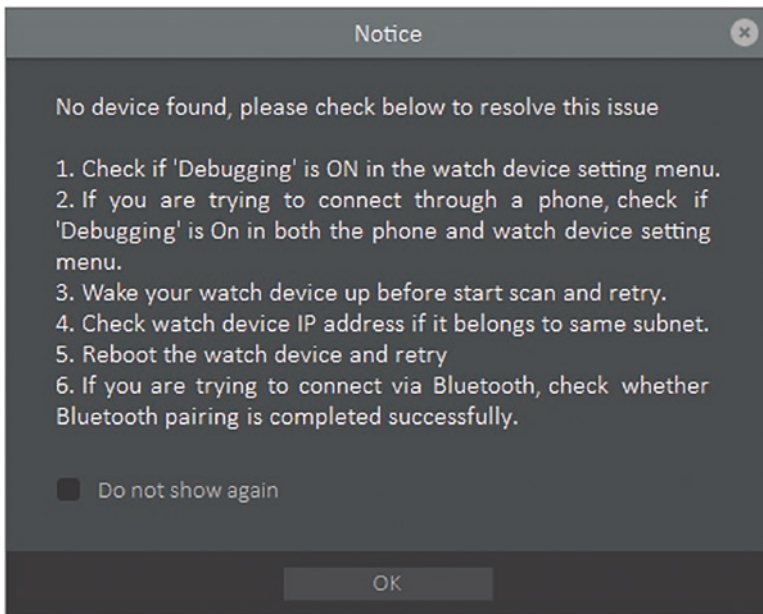 Notice
No device found, please check below to resolve this issue
1. Check if 'Debugging' is ON in the watch device setting menu.
2. If you are trying to connect through a phone, check if
'Debugging' is On in both the phone and watch device setting
menu.
3. Wake your watch device up before start scan and retry.
4. Check watch device IP address if it belongs to same subnet.
5. Reboot the watch device and retry
6. If you are trying to connect via Bluetooth, check whether
Bluetooth pairing is completed successfully.
Do not show again
OK